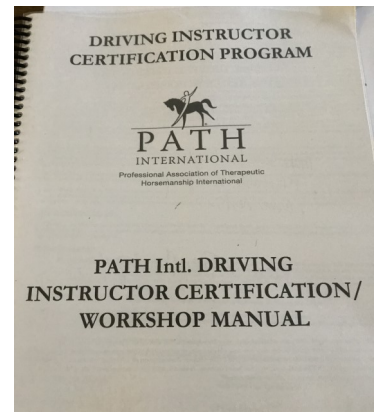 DRIVING INSTRUCTOR
CERTIFICATION PROGRAM
PATH
INTERNATIONAL
Professional Association of Therapeutic
Horsemanship International
PATH Intl. DRIVING
INSTRUCTOR CERTIFICATION/
WORKSHOP MANUAL